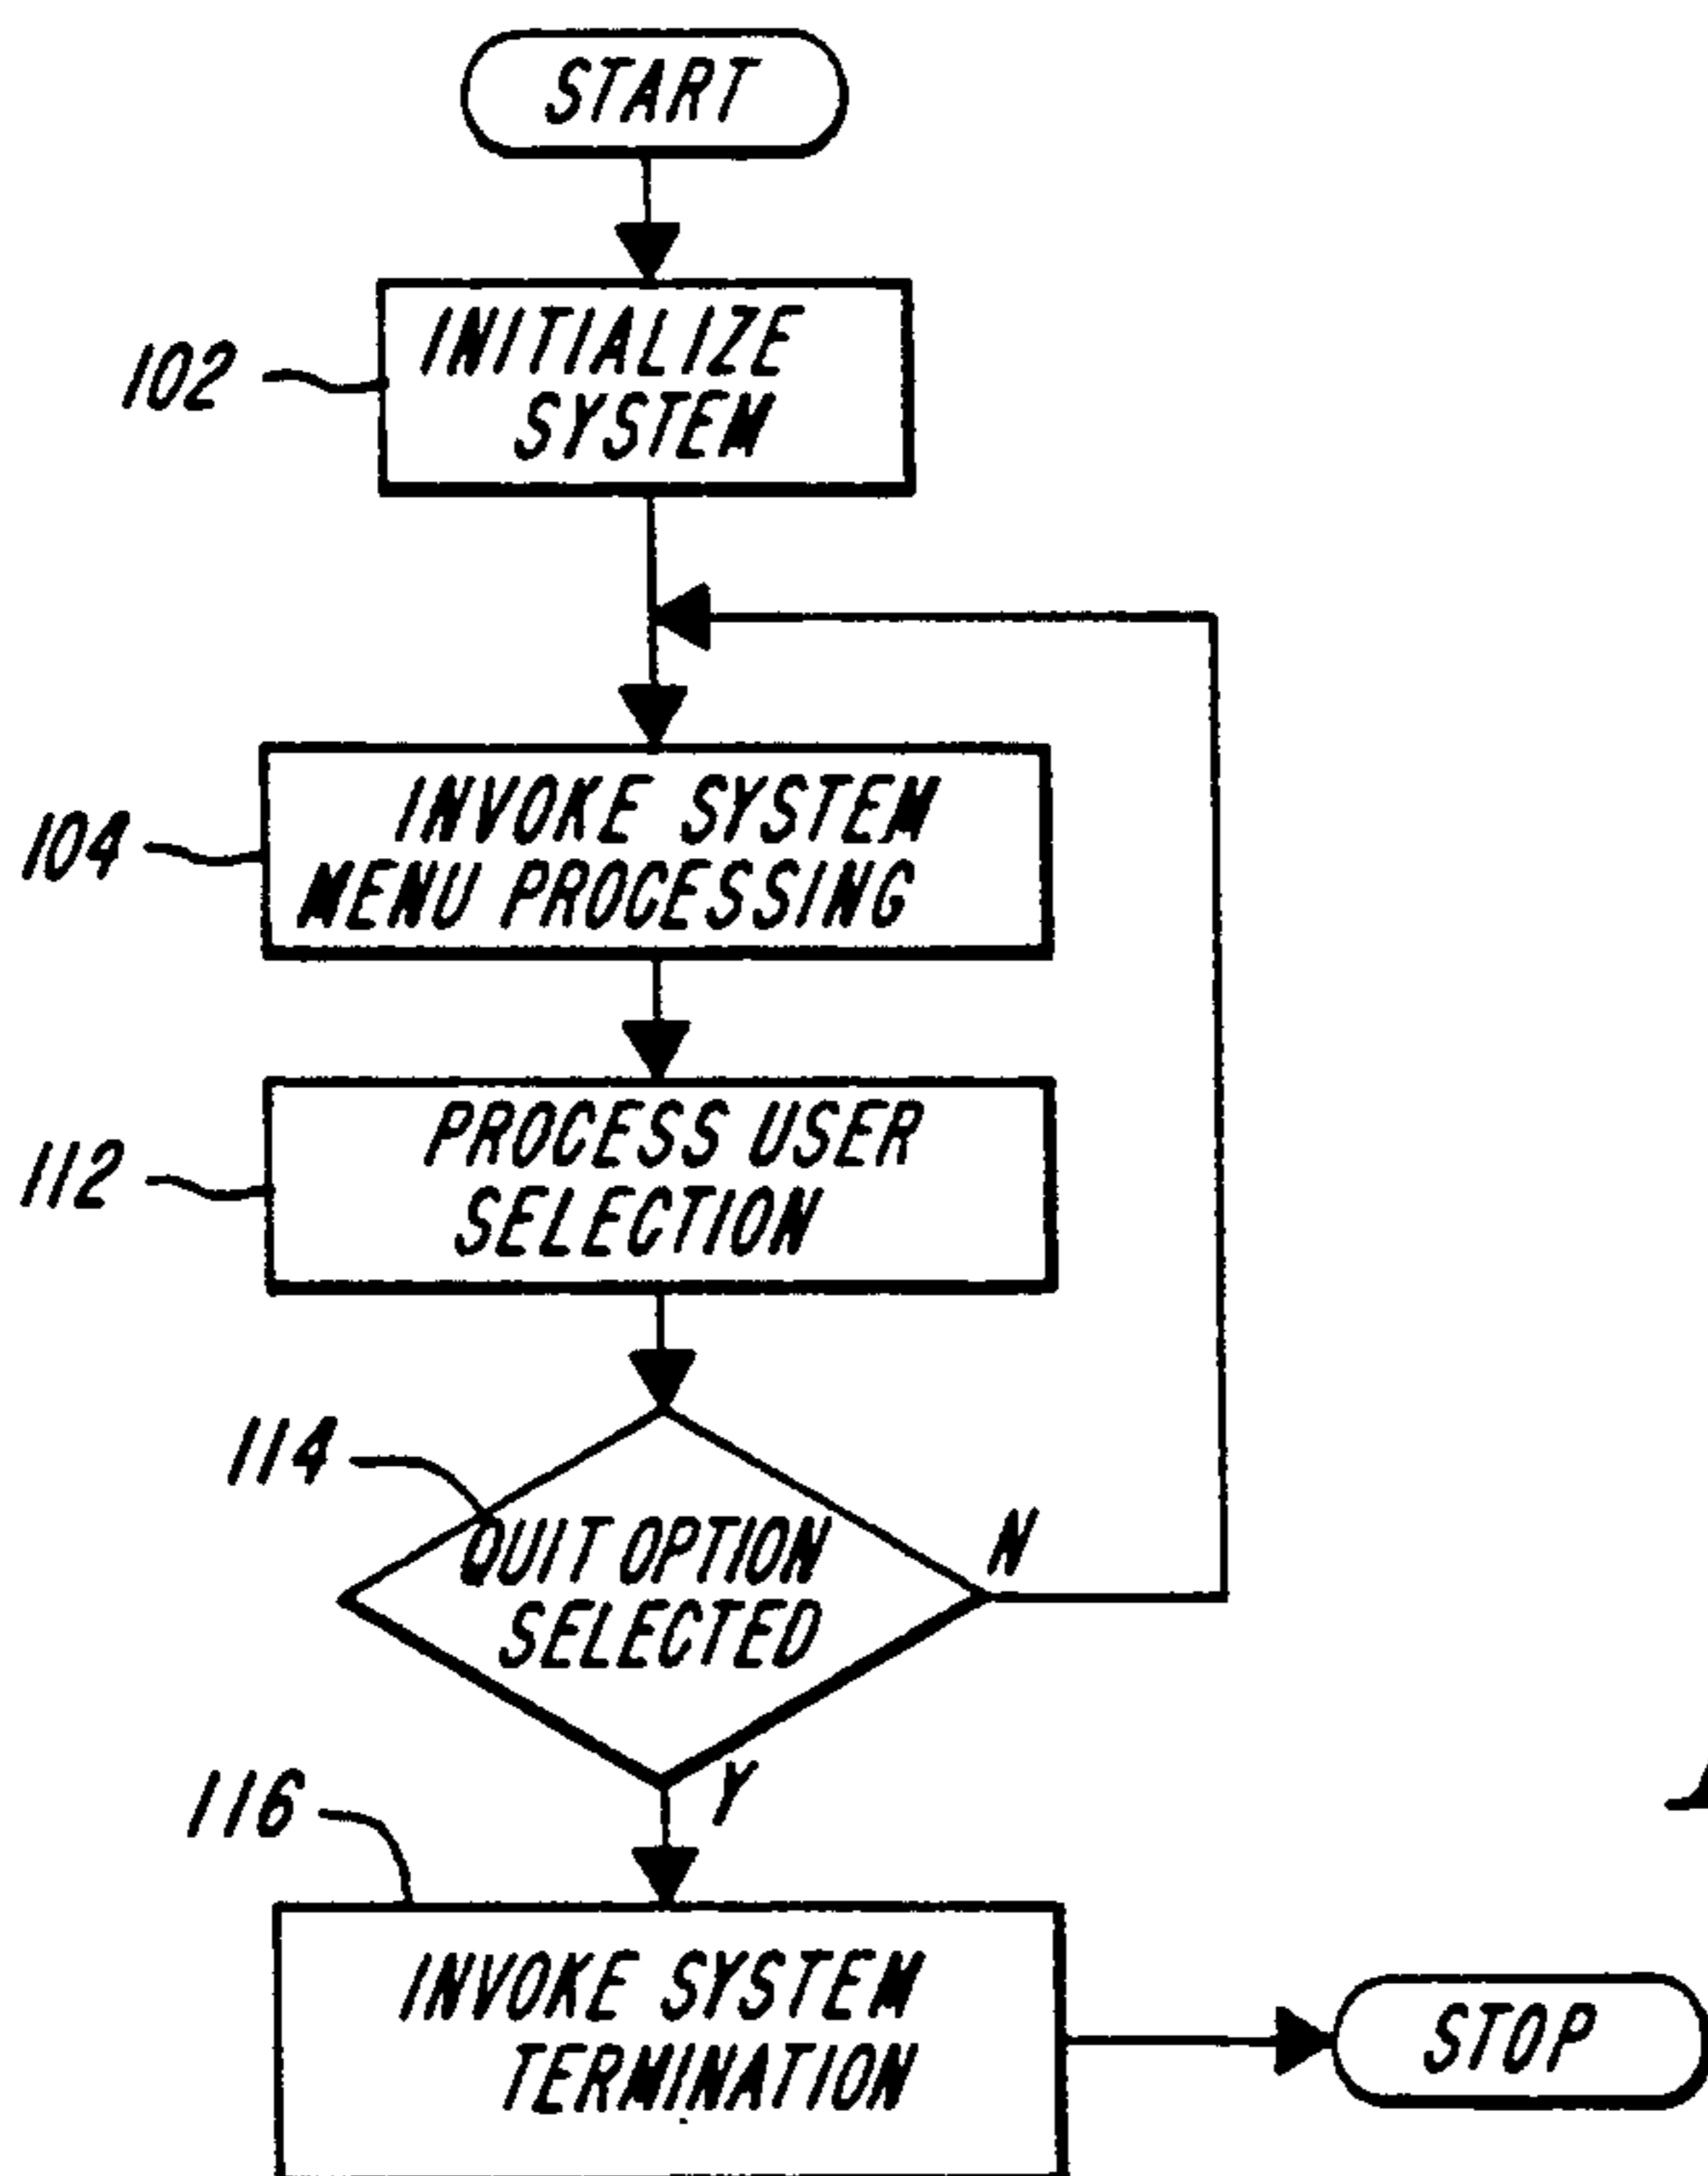 START
102
INITIALIZE
SYSTEM
104
INVOKE SYSTEM
MENU PROCESSING
112
PROCESS USER
SELECTION
114
QUIT OPTION
SELECTED
N
Y
116
INVOKE SYSTEM
TERMINATION
STOP